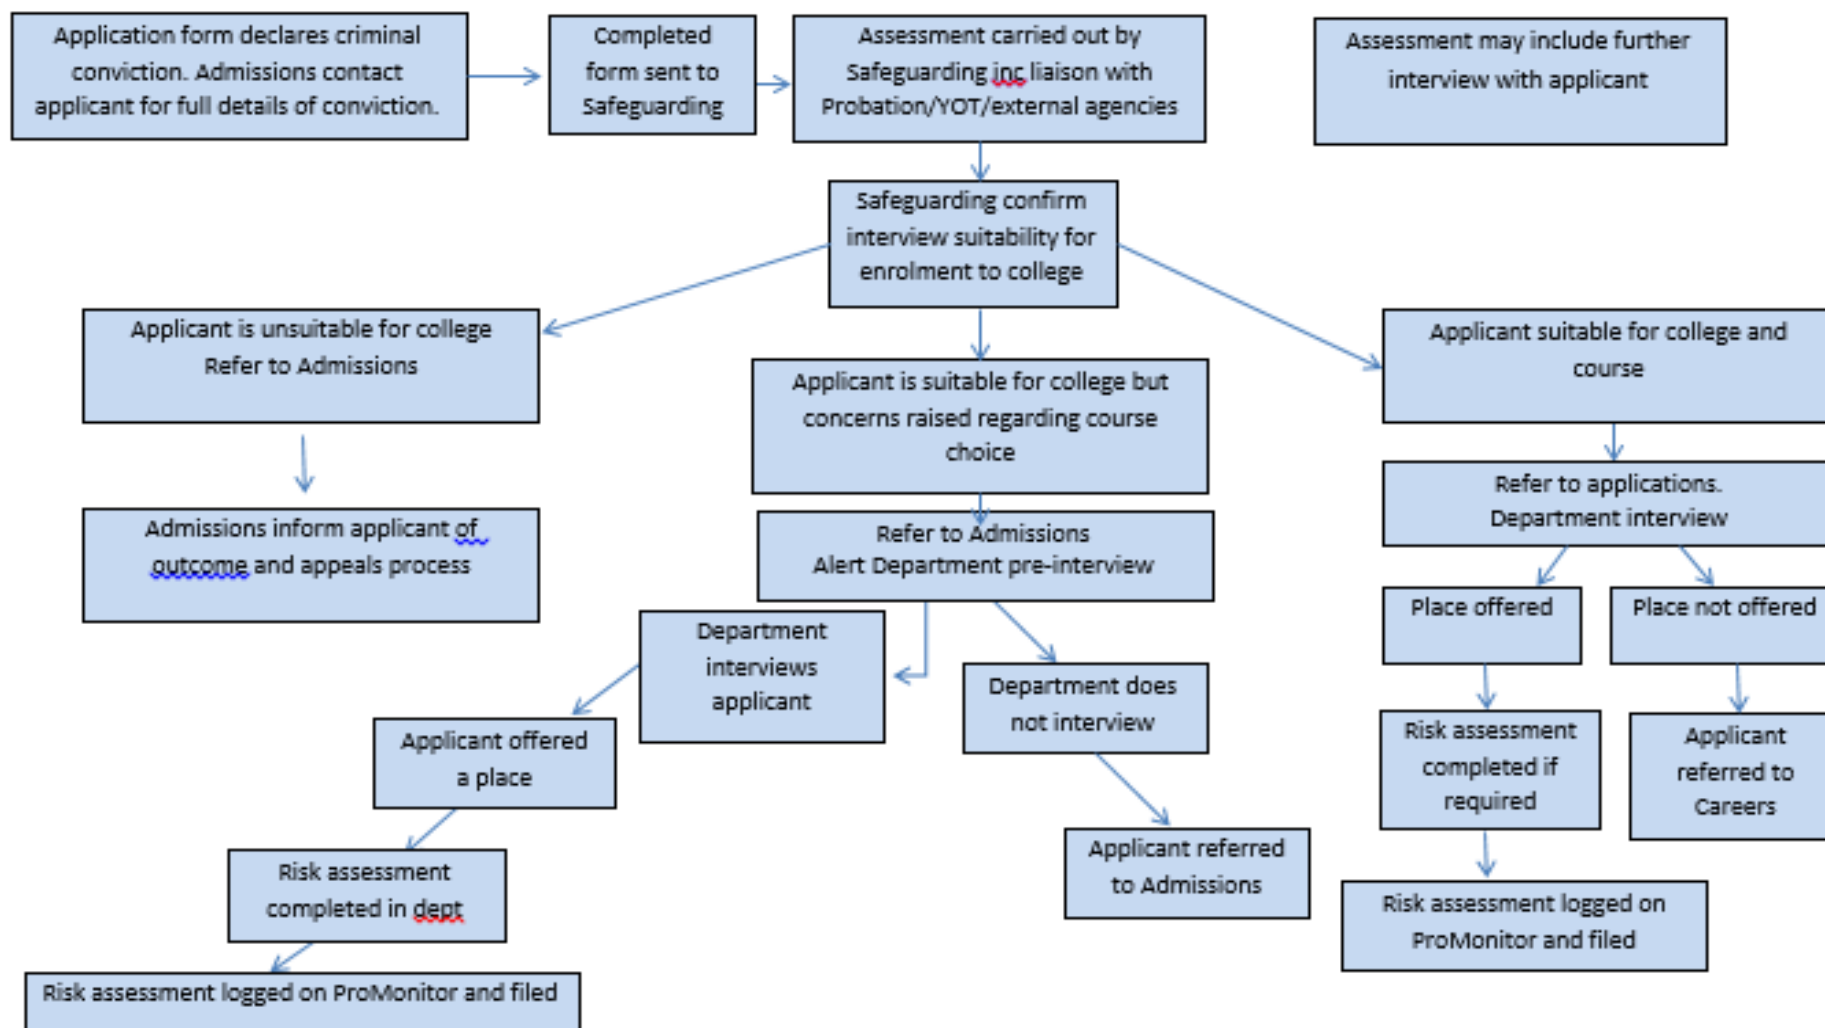 Application form declares criminal
conviction. Admissions contact
applicant for full details of conviction.
Completed
form sent to
Safeguarding
Assessment carried out by
Safeguarding inc liaison with
Probation/YOT/external agencies
Assessment may include further
interview with applicant
Safeguarding confirm
interview suitability for
enrolment to college
Applicant is unsuitable for college
Refer to Admissions
Applicant is suitable for college but
concerns raised regarding course
choice
Applicant suitable for college and
course
Admissions inform applicant of
outcome and appeals process
Refer to Admissions
Alert Department pre-interview
Refer to applications.
Department interview
Department
interviews
applicant
Department does
not interview
Place offered
Place not offered
Applicant offered
a place
Risk assessment
completed if
required
Applicant
referred to
Careers
Risk assessment
completed in dept
Applicant referred
to Admissions
Risk assessment logged on
ProMonitor and filed
Risk assessment logged on ProMonitor and filed